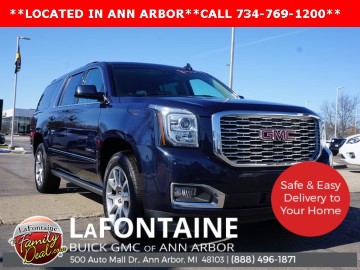 **LOCATED IN ANN ARBOR**CALL 734-769-1200**
GMC
Safe & Easy
Delivery to
Your Home
LaFontaine
Family
Deal
LAFONTAINE
BUICK GMC OF ANN ARBOR
500 Auto Mall Dr, Ann Arbor, MI 48103 | (888) 496-1871